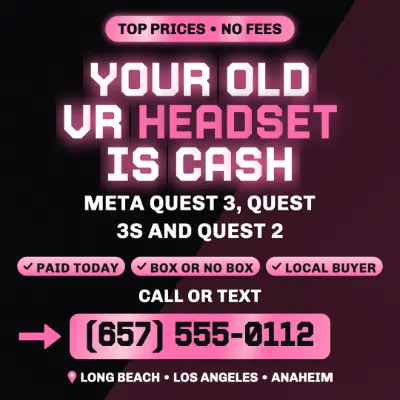 TOP PRICES • NO FEES
YOUR OLD
VR HEADSET
IS CASH
META QUEST 3, QUEST
3S AND QUEST 2
✓ PAID TODAY ✓ BOX OR NO BOX ✓ LOCAL BUYER
CALL OR TEXT
(657) 555-0112
LONG BEACH • LOS ANGELES • ANAHEIM